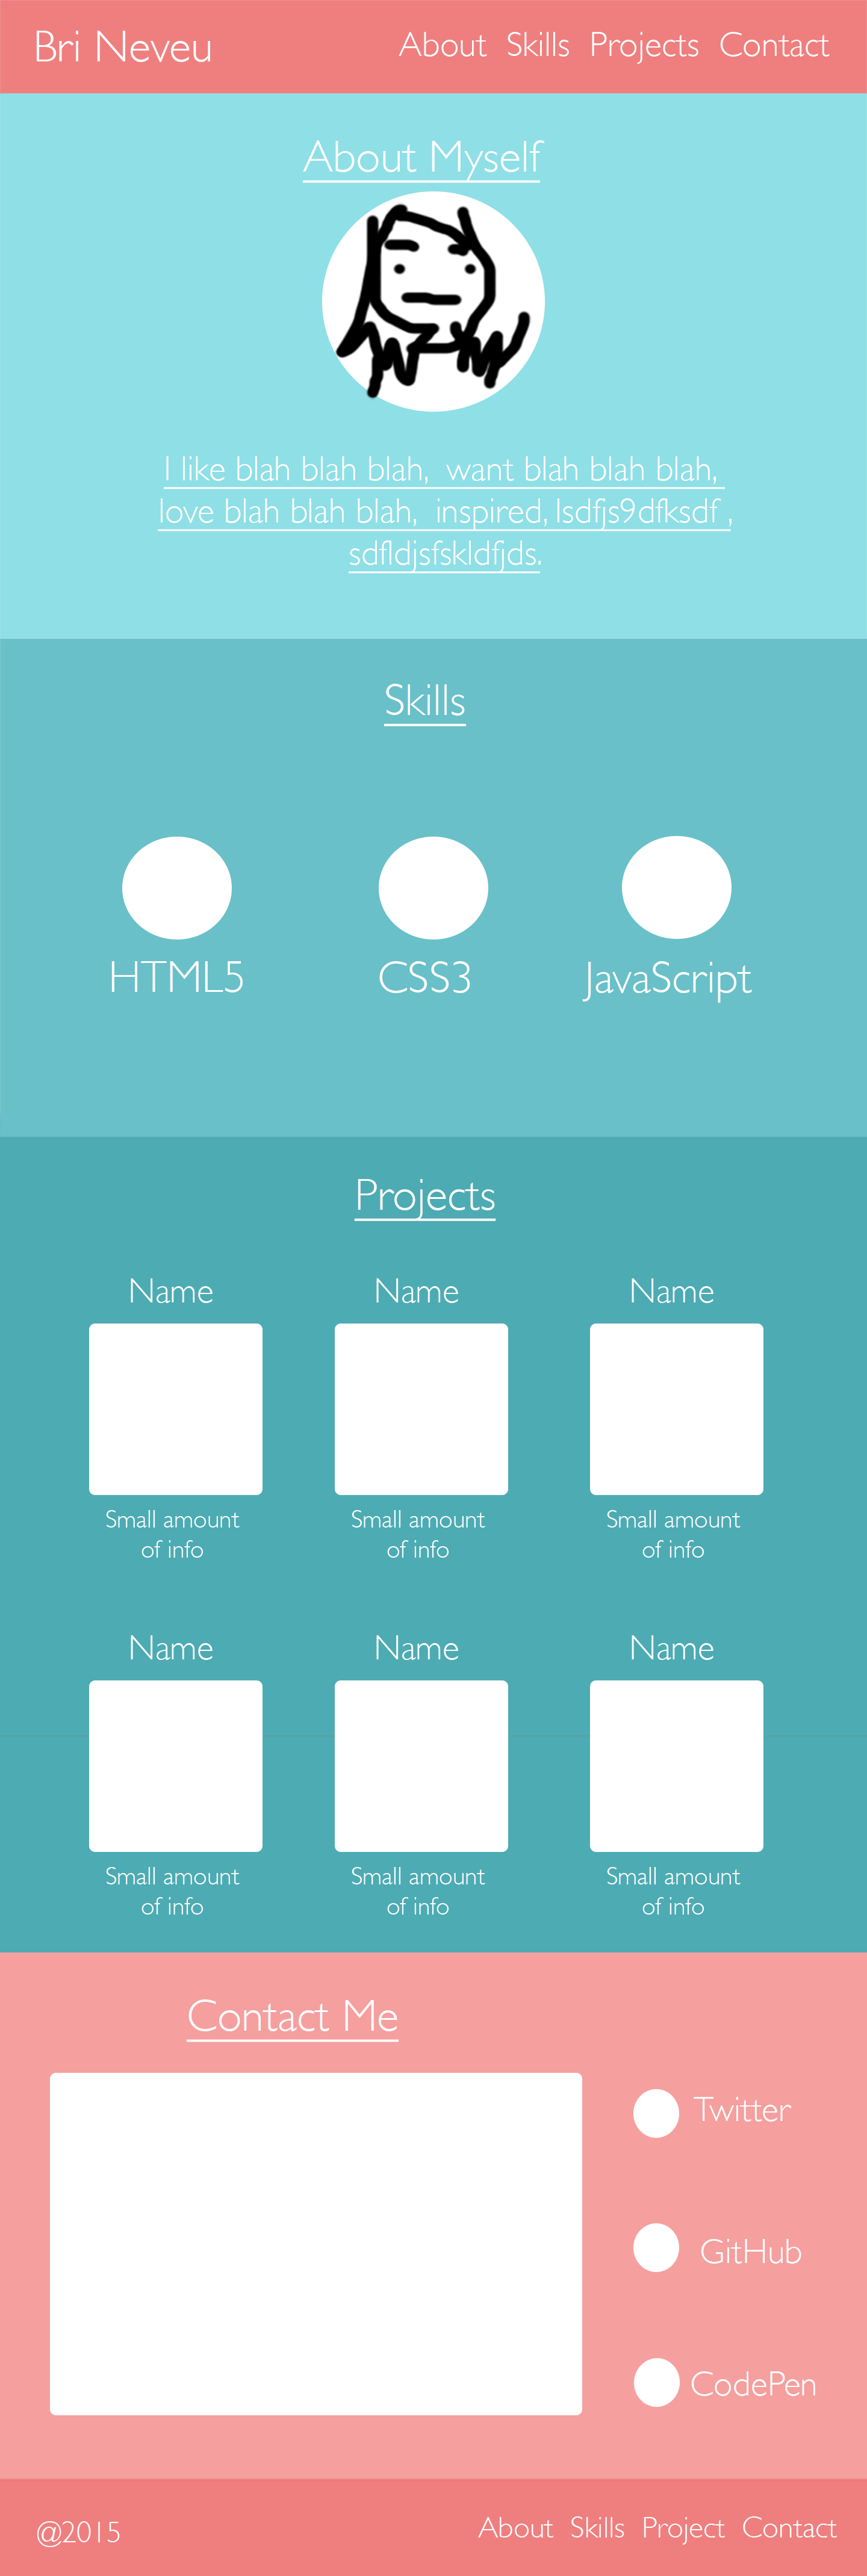 Bri Neveu
About Skills Projects Contact
About Myself
I like blah blah blah, want blah blah blah,
love blah blah blah, inspired, lsdfjs9dfksdf ,
sdfldjsfskldfjds.
Skills
HTML5 CSS3 JavaScript
Projects
Name Name Name
Small amount
of info
Small amount
of info
Small amount
of info
Name Name Name
Small amount
of info
Small amount
of info
Small amount
of info
Contact Me
Twitter
GitHub
CodePen
@2015
About Skills Project Contact